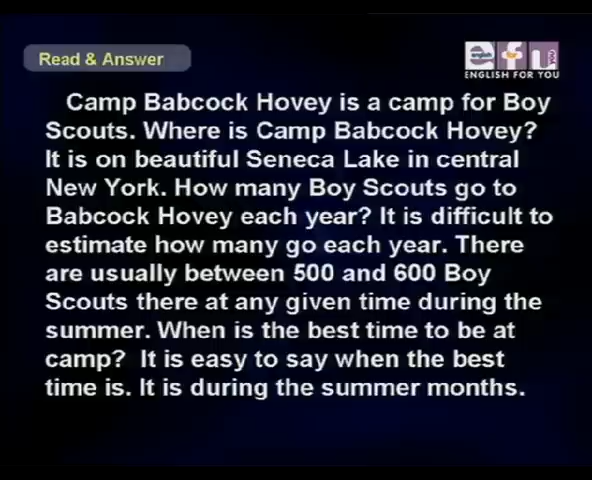 Read & Answer
efu
english for you
ENGLISH FOR YOU
Camp Babcock Hovey is a camp for Boy
Scouts. Where is Camp Babcock Hovey?
It is on beautiful Seneca Lake in central
New York. How many Boy Scouts go to
Babcock Hovey each year? It is difficult to
estimate how many go each year. There
are usually between 500 and 600 Boy
Scouts there at any given time during the
summer. When is the best time to be at
camp?  It is easy to say when the best
time is. It is during the summer months.